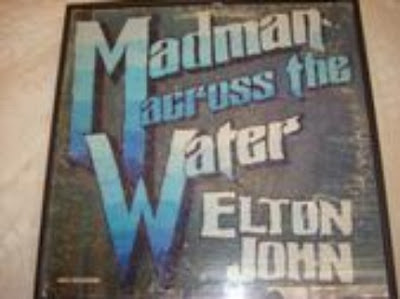 Madman
across the
Water
ELTON
JOHN